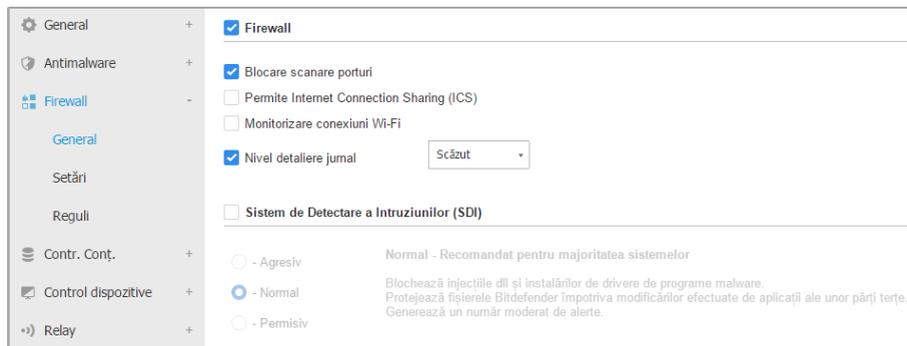 General +
Antimalware +
Firewall -
General
Setări
Reguli
Contr. Conţ. +
Control dispozitive +
Relay +
Firewall
Blocare scanare porturi
Permite Internet Connection Sharing (ICS)
Monitorizare conexiuni Wi-Fi
Nivel detaliere jurnal Scăzut
Sistem de Detectare a Intruziunilor (SDI)
- Agresiv
- Normal
- Permisiv
Normal - Recomandat pentru majoritatea sistemelor
Blochează injecțiile dll și instalărilor de drivere de programe malware.
Protejează fișierele Bitdefender împotriva modificărilor efectuate de aplicații ale unor părți terțe.
Generează un număr moderat de alerte.